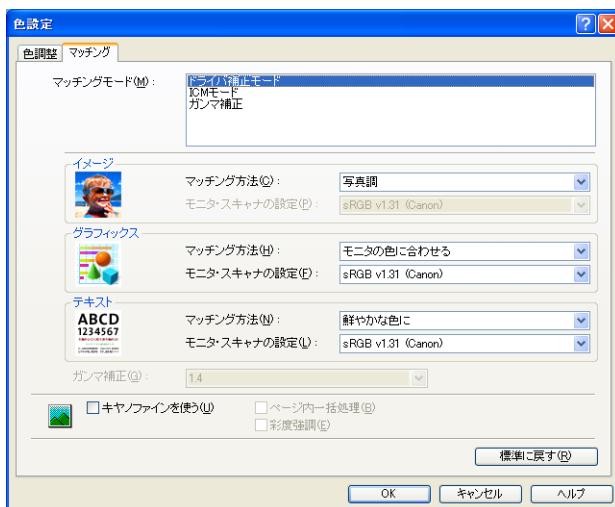 色設定
色調整 マッチング
マッチングモード(M):
ドライバ補正モード
ICMモード
ガンマ補正
イメージ
マッチング方法(C): 写真調
モニタ・スキャナの設定(P): sRGB v1.31 (Canon)
グラフィックス
マッチング方法(H): モニタの色に合わせる
モニタ・スキャナの設定(F): sRGB v1.31 (Canon)
テキスト
ABCD
1234567
マッチング方法(N): 鮮やかな色に
モニタ・スキャナの設定(L): sRGB v1.31 (Canon)
ガンマ補正(G): 1.4
キヤノファインを使う(U) ページ内一括処理(B)
彩度強調(E)
標準に戻す(R)
OK キャンセル ヘルプ